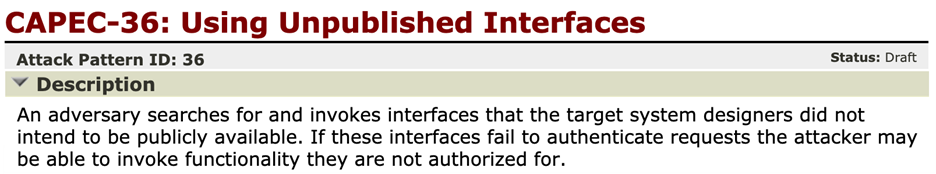 CAPEC-36: Using Unpublished Interfaces
Attack Pattern ID: 36 Status: Draft
Description
An adversary searches for and invokes interfaces that the target system designers did not
intend to be publicly available. If these interfaces fail to authenticate requests the attacker may
be able to invoke functionality they are not authorized for.